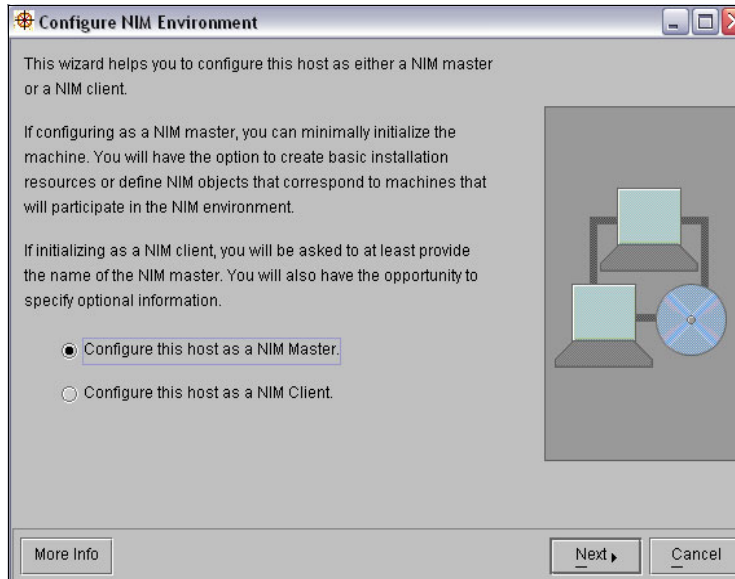 Configure NIM Environment
This wizard helps you to configure this host as either a NIM master
or a NIM client.
If configuring as a NIM master, you can minimally initialize the
machine. You will have the option to create basic installation
resources or define NIM objects that correspond to machines that
will participate in the NIM environment.
If initializing as a NIM client, you will be asked to at least provide
the name of the NIM master. You will also have the opportunity to
specify optional information.
Configure this host as a NIM Master.
Configure this host as a NIM Client.
More Info
Next
Cancel